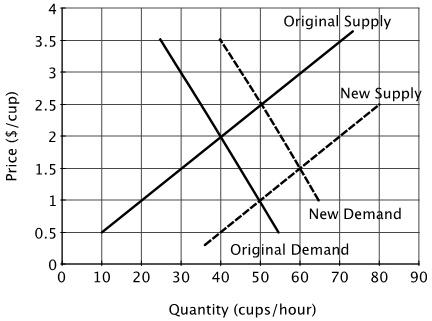 4
Original Supply
3.5
3
New Supply
2.5
2
1.5
1
New Demand
0.5
Original Demand
0
0 10 20 30 40 50 60 70 80 90
Price ($/cup)
Quantity (cups/hour)